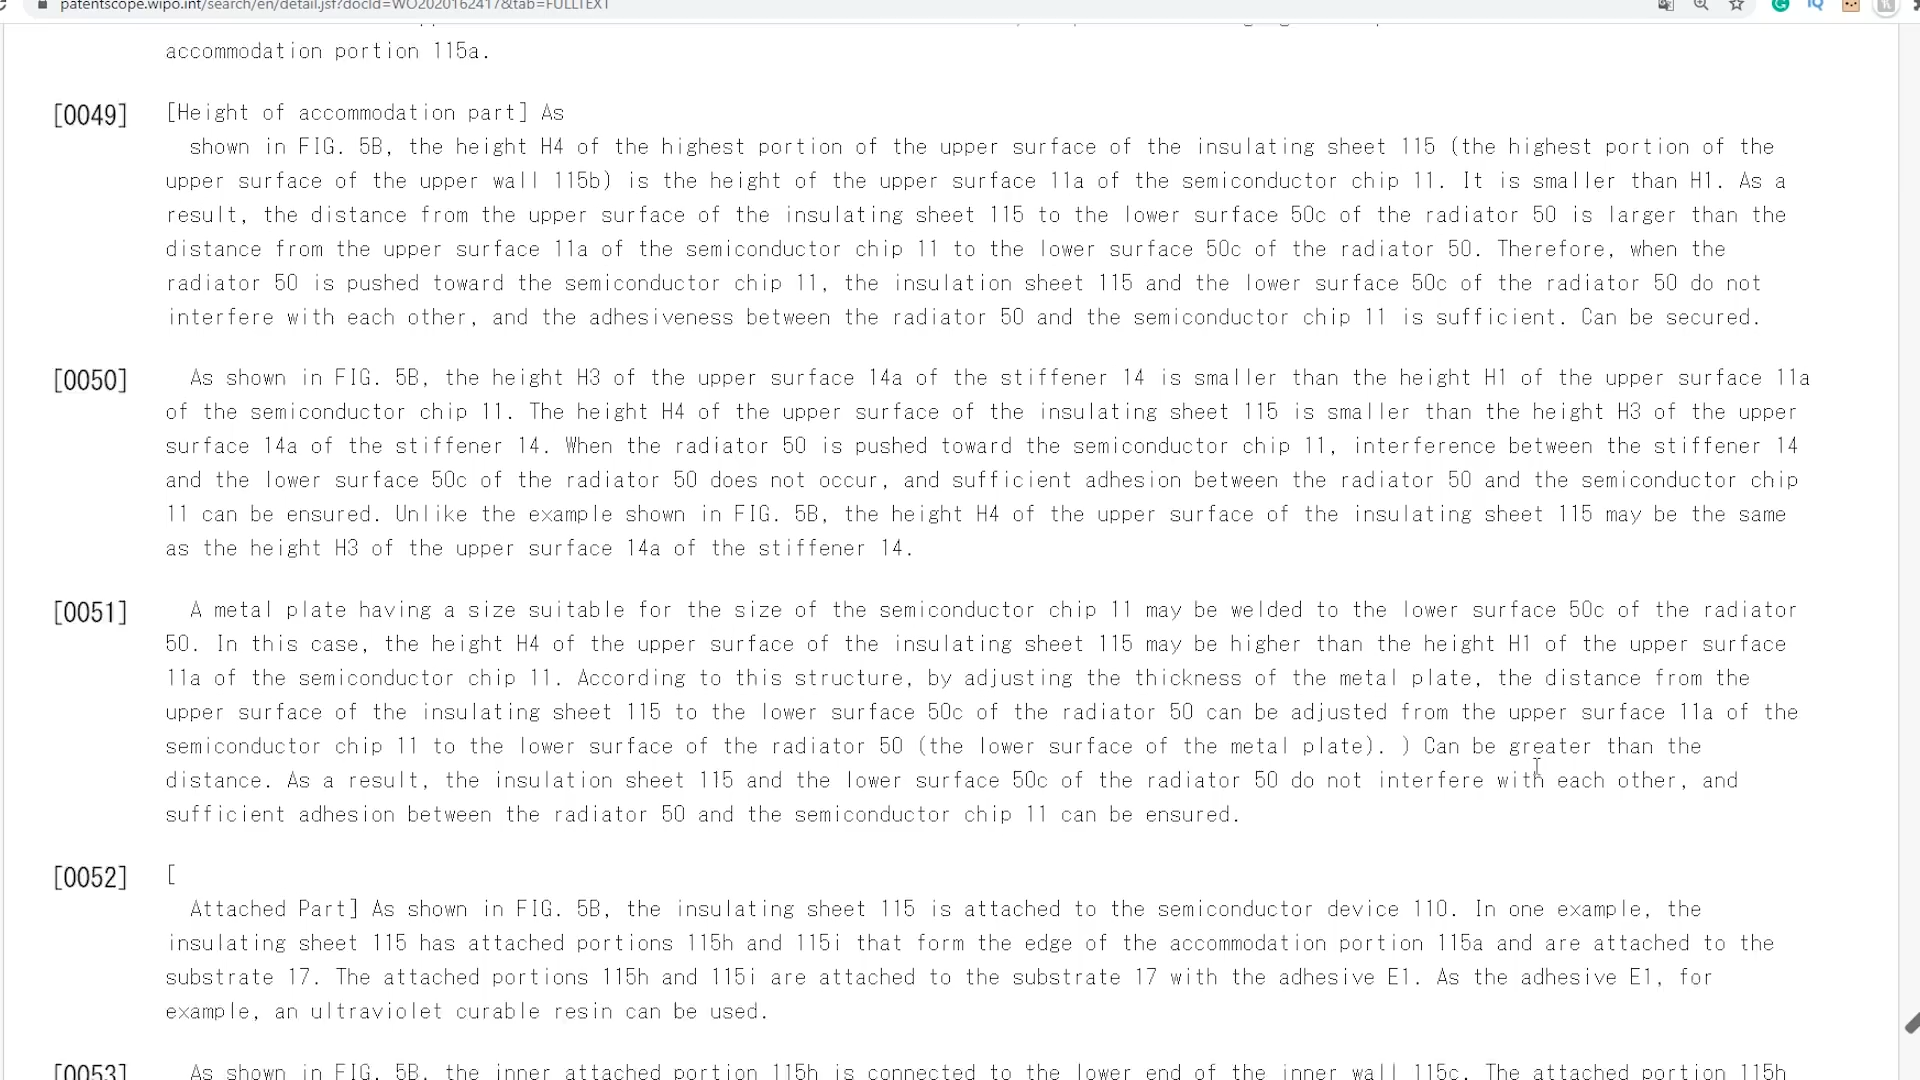 patentscope.wipo.int/search/en/detail.jsf?docId=WO2020162417&tab=FULLTEXT
accommodation portion 115a.
[0049] [Height of accommodation part] As
shown in FIG. 5B, the height H4 of the highest portion of the upper surface of the insulating sheet 115 (the highest portion of the
upper surface of the upper wall 115b) is the height of the upper surface 11a of the semiconductor chip 11. It is smaller than H1. As a
result, the distance from the upper surface of the insulating sheet 115 to the lower surface 50c of the radiator 50 is larger than the
distance from the upper surface 11a of the semiconductor chip 11 to the lower surface 50c of the radiator 50. Therefore, when the
radiator 50 is pushed toward the semiconductor chip 11, the insulation sheet 115 and the lower surface 50c of the radiator 50 do not
interfere with each other, and the adhesiveness between the radiator 50 and the semiconductor chip 11 is sufficient. Can be secured.
[0050] As shown in FIG. 5B, the height H3 of the upper surface 14a of the stiffener 14 is smaller than the height H1 of the upper surface 11a
of the semiconductor chip 11. The height H4 of the upper surface of the insulating sheet 115 is smaller than the height H3 of the upper
surface 14a of the stiffener 14. When the radiator 50 is pushed toward the semiconductor chip 11, interference between the stiffener 14
and the lower surface 50c of the radiator 50 does not occur, and sufficient adhesion between the radiator 50 and the semiconductor chip
11 can be ensured. Unlike the example shown in FIG. 5B, the height H4 of the upper surface of the insulating sheet 115 may be the same
as the height H3 of the upper surface 14a of the stiffener 14.
[0051] A metal plate having a size suitable for the size of the semiconductor chip 11 may be welded to the lower surface 50c of the radiator
50. In this case, the height H4 of the upper surface of the insulating sheet 115 may be higher than the height H1 of the upper surface
11a of the semiconductor chip 11. According to this structure, by adjusting the thickness of the metal plate, the distance from the
upper surface of the insulating sheet 115 to the lower surface 50c of the radiator 50 can be adjusted from the upper surface 11a of the
semiconductor chip 11 to the lower surface of the radiator 50 (the lower surface of the metal plate). ) Can be greater than the
distance. As a result, the insulation sheet 115 and the lower surface 50c of the radiator 50 do not interfere with each other, and
sufficient adhesion between the radiator 50 and the semiconductor chip 11 can be ensured.
[0052] [
Attached Part] As shown in FIG. 5B, the insulating sheet 115 is attached to the semiconductor device 110. In one example, the
insulating sheet 115 has attached portions 115h and 115i that form the edge of the accommodation portion 115a and are attached to the
substrate 17. The attached portions 115h and 115i are attached to the substrate 17 with the adhesive E1. As the adhesive E1, for
example, an ultraviolet curable resin can be used.
[0053] As shown in FIG. 5B, the inner attached portion 115h is connected to the lower end of the inner wall 115c. The attached portion 115h